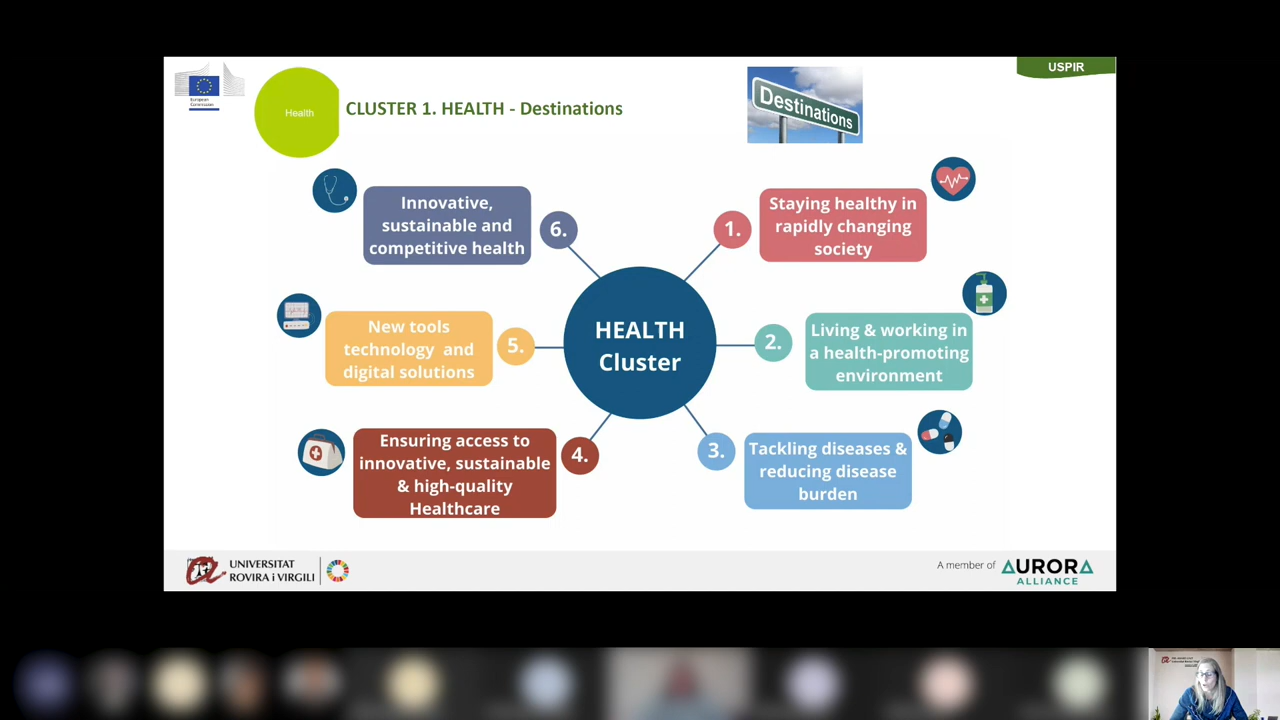 European
Commission
Health
CLUSTER 1. HEALTH - Destinations
Destinations
USPIR
Innovative,
sustainable and
competitive health
6.
1.
Staying healthy in
rapidly changing
society
New tools
technology and
digital solutions
5.
HEALTH
Cluster
2.
Living & working in
a health-promoting
environment
Ensuring access to
innovative, sustainable
& high-quality
Healthcare
4.
3.
Tackling diseases &
reducing disease
burden
UNIVERSITAT
ROVIRA i VIRGILI
A member of
AURORA
ALLIANCE